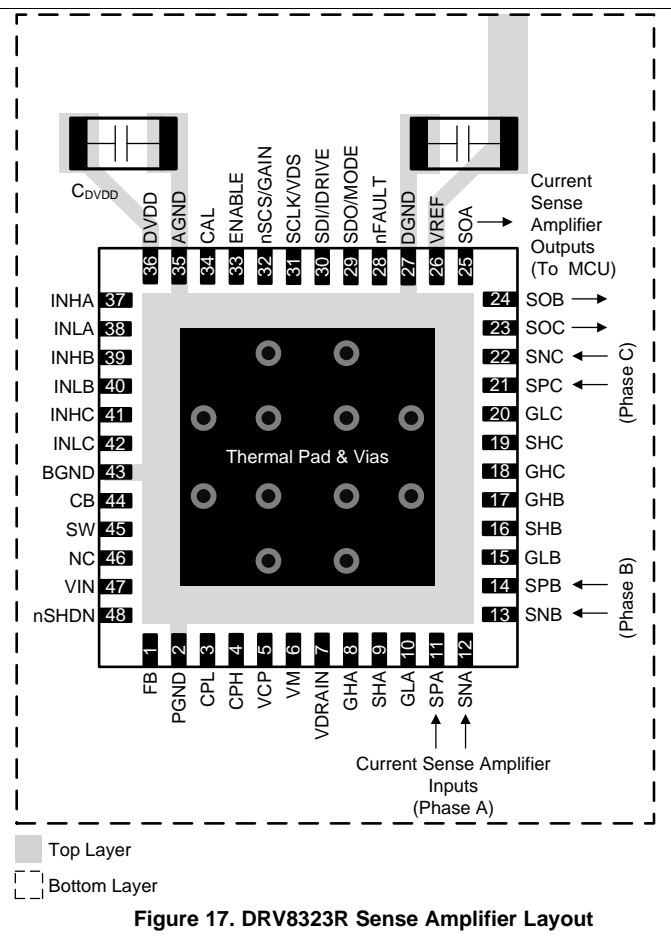 C_DVDD
DVDD
AGND
CAL
ENABLE
nSCS/GAIN
SCLK/VDS
SDI/IDRIVE
SDO/MODE
nFAULT
DGND
VREF
SOA
Current
Sense
Amplifier
Outputs
(To MCU)
36
35
34
33
32
31
30
29
28
27
26
25
INHA 37
INLA 38
INHB 39
INLB 40
INHC 41
INLC 42
BGND 43
CB 44
SW 45
NC 46
VIN 47
nSHDN 48
Thermal Pad & Vias
24 SOB
23 SOC
22 SNC
21 SPC
(Phase C)
20 GLC
19 SHC
18 GHC
17 GHB
16 SHB
15 GLB
14 SPB
13 SNB
(Phase B)
1
2
3
4
5
6
7
8
9
10
11
12
FB
PGND
CPL
CPH
VCP
VM
VDRAIN
GHA
SHA
GLA
SPA
SNA
Current Sense Amplifier
Inputs
(Phase A)
Top Layer
Bottom Layer
Figure 17. DRV8323R Sense Amplifier Layout